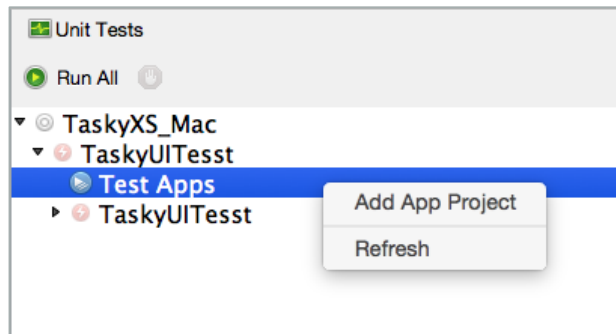 Unit Tests
Run All
TaskyXS_Mac
TaskyUITesst
Test Apps
Add App Project
TaskyUITesst
Refresh